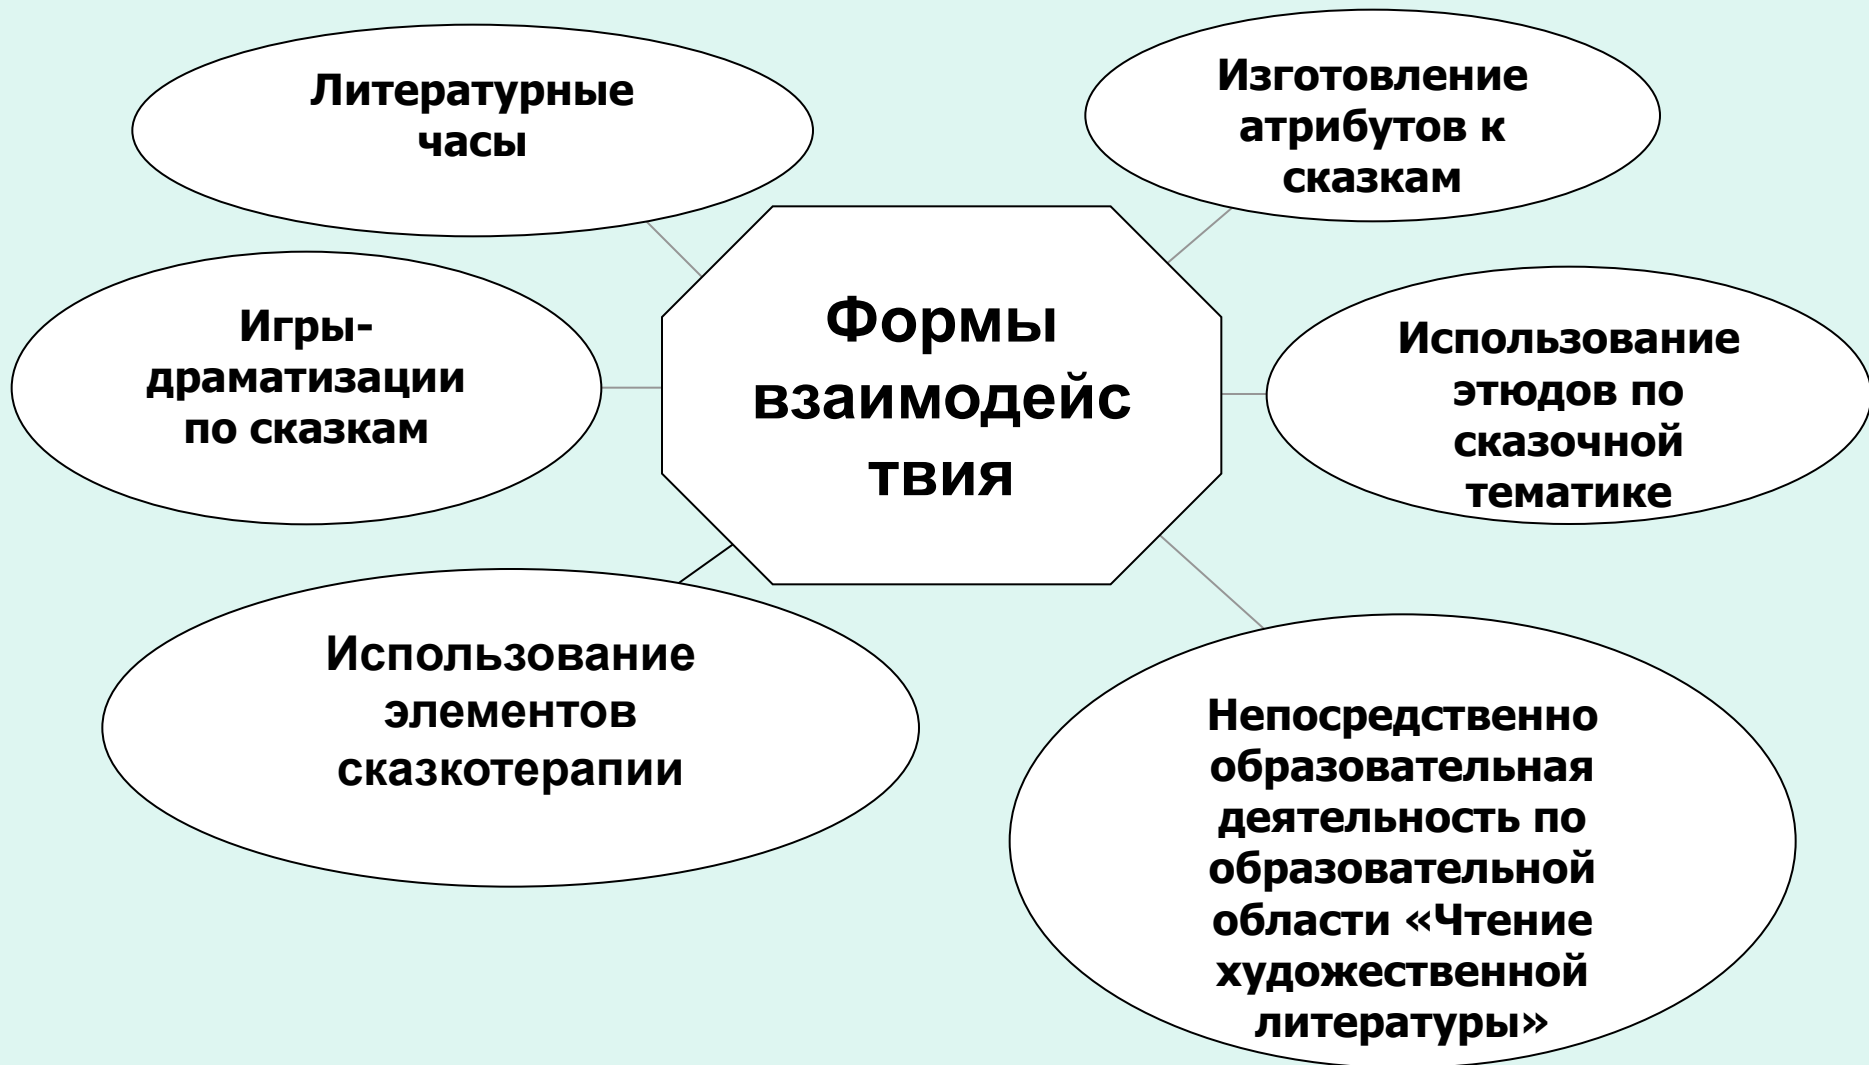 Литературные
часы
Изготовление
атрибутов к
сказкам
Игры-
драматизации
по сказкам
Формы
взаимодейс
твия
Использование
этюдов по
сказочной
тематике
Использование
элементов
сказкотерапии
Непосредственно
образовательная
деятельность по
образовательной
области «Чтение
художественной
литературы»